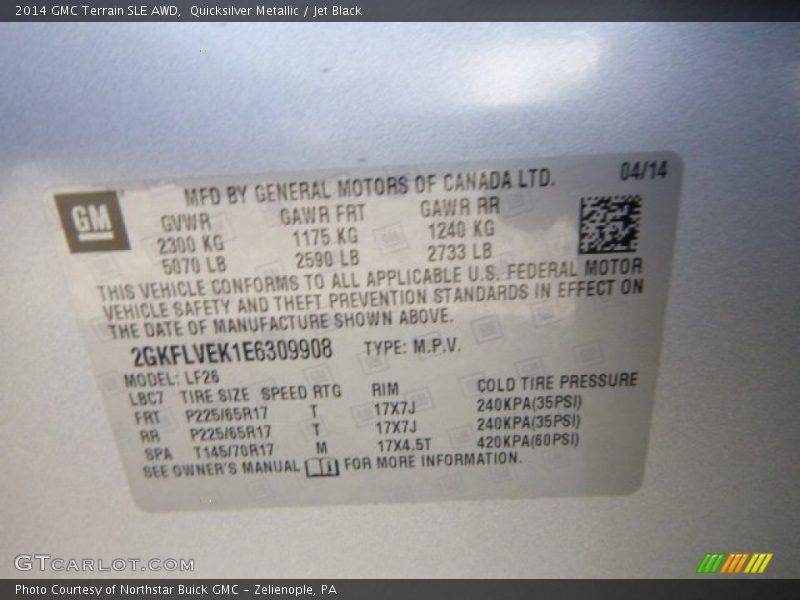 2014 GMC Terrain SLE AWD,  Quicksilver Metallic / Jet Black
GM
MFD BY GENERAL MOTORS OF CANADA LTD.
04/14
GVWR GAWR FRT GAWR RR
2300 KG 1175 KG 1240 KG
5070 LB 2590 LB 2733 LB
THIS VEHICLE CONFORMS TO ALL APPLICABLE U.S. FEDERAL MOTOR
VEHICLE SAFETY AND THEFT PREVENTION STANDARDS IN EFFECT ON
THE DATE OF MANUFACTURE SHOWN ABOVE.
2GKFLVEK1E6309908 TYPE: M.P.V.
MODEL: LF26
LBC7 TIRE SIZE SPEED RTG RIM COLD TIRE PRESSURE
FRT P225/65R17 T 17X7J 240KPA(35PSI)
RR P225/65R17 T 17X7J 240KPA(35PSI)
SPA T145/70R17 M 17X4.5T 420KPA(60PSI)
SEE OWNER'S MANUAL FOR MORE INFORMATION.
GTCARLOT.COM
Photo Courtesy of Northstar Buick GMC - Zelienople, PA